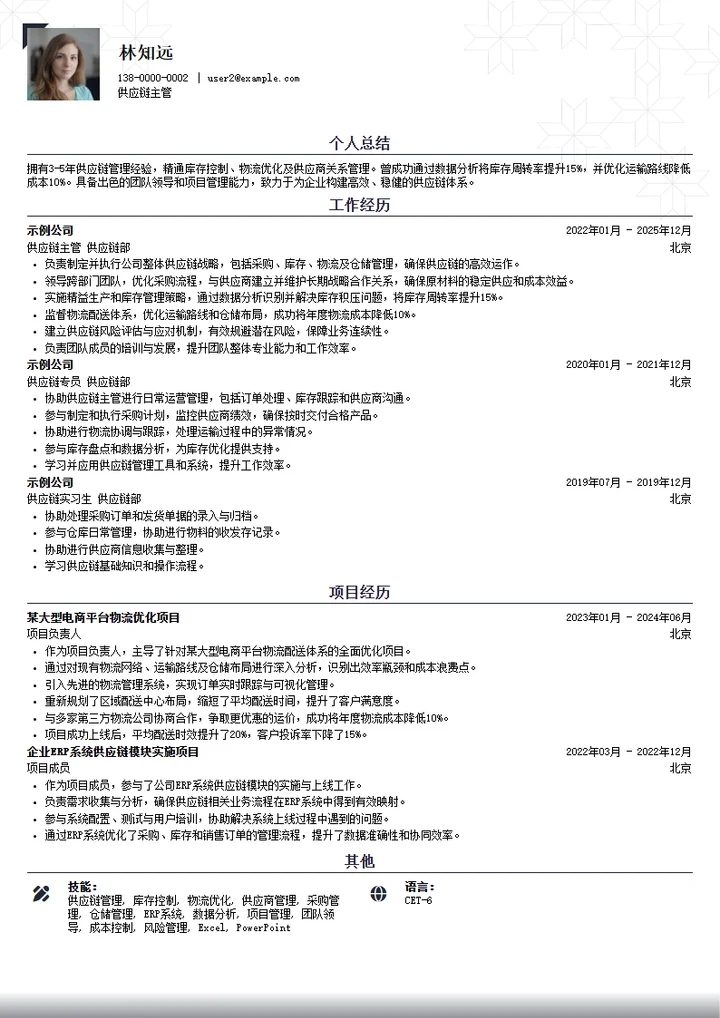 林知远
138-0000-0002 | user2@example.com
供应链主管
个人总结
拥有3-5年供应链管理经验，精通库存控制、物流优化及供应商关系管理。曾成功通过数据分析将库存周转率提升15%，并优化运输路线降低
成本10%。具备出色的团队领导和项目管理能力，致力于为企业构建高效、稳健的供应链体系。
工作经历
示例公司 2022年01月 - 2025年12月
供应链主管 供应链部 北京
• 负责制定并执行公司整体供应链战略，包括采购、库存、物流及仓储管理，确保供应链的高效运作。
• 领导跨部门团队，优化采购流程，与供应商建立并维护长期战略合作关系，确保原材料的稳定供应和成本效益。
• 实施精益生产和库存管理策略，通过数据分析识别并解决库存积压问题，将库存周转率提升15%。
• 监督物流配送体系，优化运输路线和仓储布局，成功将年度物流成本降低10%。
• 建立供应链风险评估与应对机制，有效规避潜在风险，保障业务连续性。
• 负责团队成员的培训与发展，提升团队整体专业能力和工作效率。
示例公司 2020年01月 - 2021年12月
供应链专员 供应链部 北京
• 协助供应链主管进行日常运营管理，包括订单处理、库存跟踪和供应商沟通。
• 参与制定和执行采购计划，监控供应商绩效，确保按时交付合格产品。
• 协助进行物流协调与跟踪，处理运输过程中的异常情况。
• 参与库存盘点和数据分析，为库存优化提供支持。
• 学习并应用供应链管理工具和系统，提升工作效率。
示例公司 2019年07月 - 2019年12月
供应链实习生 供应链部 北京
• 协助处理采购订单和发货单据的录入与归档。
• 参与仓库日常管理，协助进行物料的收发存记录。
• 协助进行供应商信息收集与整理。
• 学习供应链基础知识和操作流程。
项目经历
某大型电商平台物流优化项目 2023年01月 - 2024年06月
项目负责人 北京
• 作为项目负责人，主导了针对某大型电商平台物流配送体系的全面优化项目。
• 通过对现有物流网络、运输路线及仓储布局进行深入分析，识别出效率瓶颈和成本浪费点。
• 引入先进的物流管理系统，实现订单实时跟踪与可视化管理。
• 重新规划了区域配送中心布局，缩短了平均配送时间，提升了客户满意度。
• 与多家第三方物流公司协商合作，争取更优惠的运价，成功将年度物流成本降低10%。
• 项目成功上线后，平均配送时效提升了20%，客户投诉率下降了15%。
企业ERP系统供应链模块实施项目 2022年03月 - 2022年12月
项目成员 北京
• 作为项目成员，参与了公司ERP系统供应链模块的实施与上线工作。
• 负责需求收集与分析，确保供应链相关业务流程在ERP系统中得到有效映射。
• 参与系统配置、测试与用户培训，协助解决系统上线过程中遇到的问题。
• 通过ERP系统优化了采购、库存和销售订单的管理流程，提升了数据准确性和协同效率。
其他
技能：
供应链管理, 库存控制, 物流优化, 供应商管理, 采购管
理, 仓储管理, ERP系统, 数据分析, 项目管理, 团队领
导, 成本控制, 风险管理, Excel, PowerPoint
语言：
CET-6